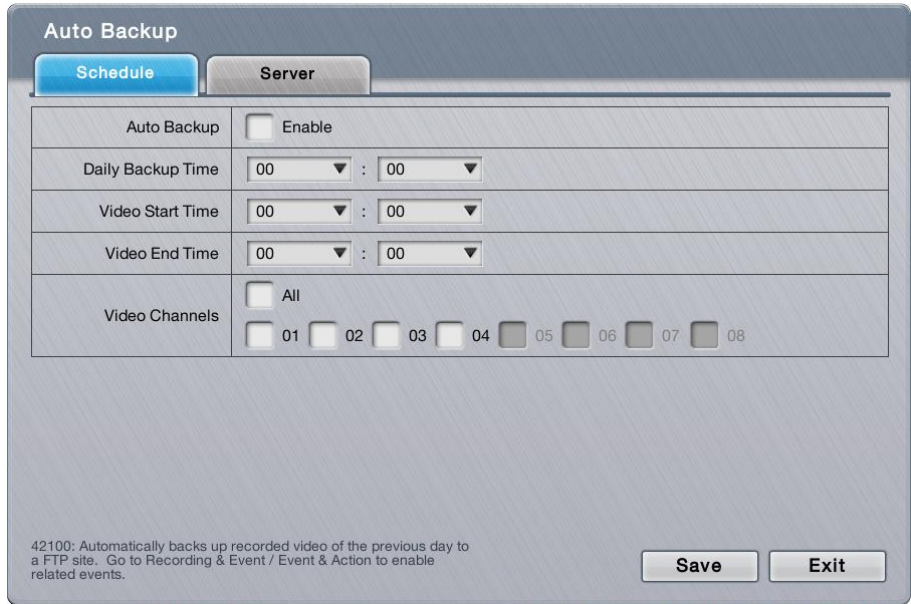 Auto Backup
Schedule Server
Auto Backup Enable
Daily Backup Time 00 : 00
Video Start Time 00 : 00
Video End Time 00 : 00
Video Channels
All
01 02 03 04 05 06 07 08
42100: Automatically backs up recorded video of the previous day to
a FTP site. Go to Recording & Event / Event & Action to enable
related events.
Save Exit